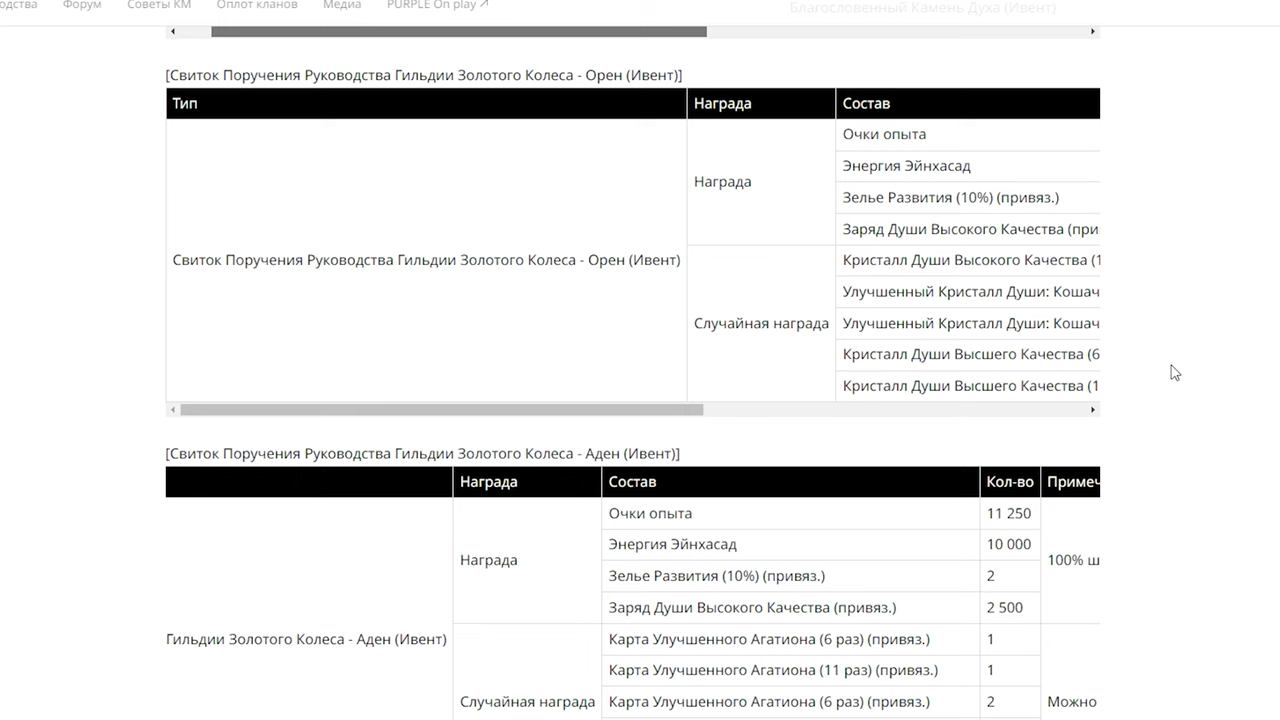 Форум Советы КМ Оплот кланов Медиа PURPLE On play
Благословенный Камень Духа (Ивент)
[Свиток Поручения Руководства Гильдии Золотого Колеса - Орен (Ивент)]
Тип Награда Состав
Очки опыта
Энергия Эйнхасад
Награда
Зелье Развития (10%) (привяз.)
Заряд Души Высокого Качества (при
Свиток Поручения Руководства Гильдии Золотого Колеса - Орен (Ивент) Кристалл Души Высокого Качества (1
Улучшенный Кристалл Души: Кошач
Случайная награда Улучшенный Кристалл Души: Кошач
Кристалл Души Высшего Качества (6
Кристалл Души Высшего Качества (1
[Свиток Поручения Руководства Гильдии Золотого Колеса - Аден (Ивент)]
Награда Состав Кол-во Примеч
Очки опыта 11 250
Энергия Эйнхасад 10 000
Награда 100% ш
Зелье Развития (10%) (привяз.) 2
Заряд Души Высокого Качества (привяз.) 2 500
Гильдии Золотого Колеса - Аден (Ивент) Карта Улучшенного Агатиона (6 раз) (привяз.) 1
Карта Улучшенного Агатиона (11 раз) (привяз.) 1
Случайная награда Карта Улучшенного Агатиона (6 раз) (привяз.) 2 Можно